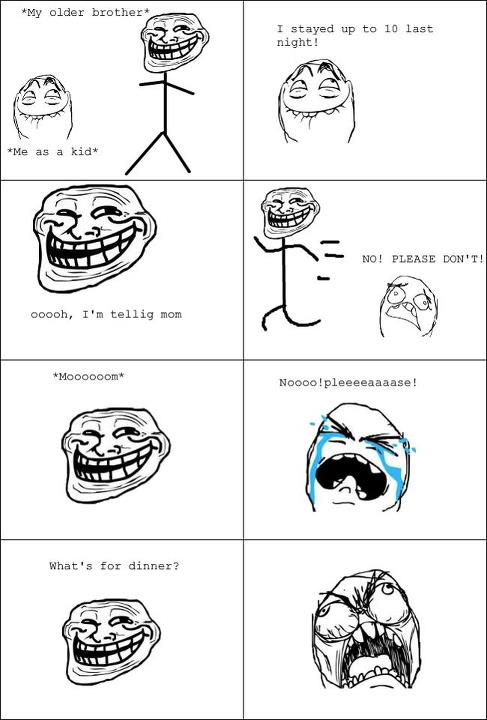 *My older brother*
*Me as a kid*
I stayed up to 10 last
night!
ooooh, I'm tellig mom
NO! PLEASE DON'T!
*Moooooom*
Noooo!pleeeeaaaase!
What's for dinner?